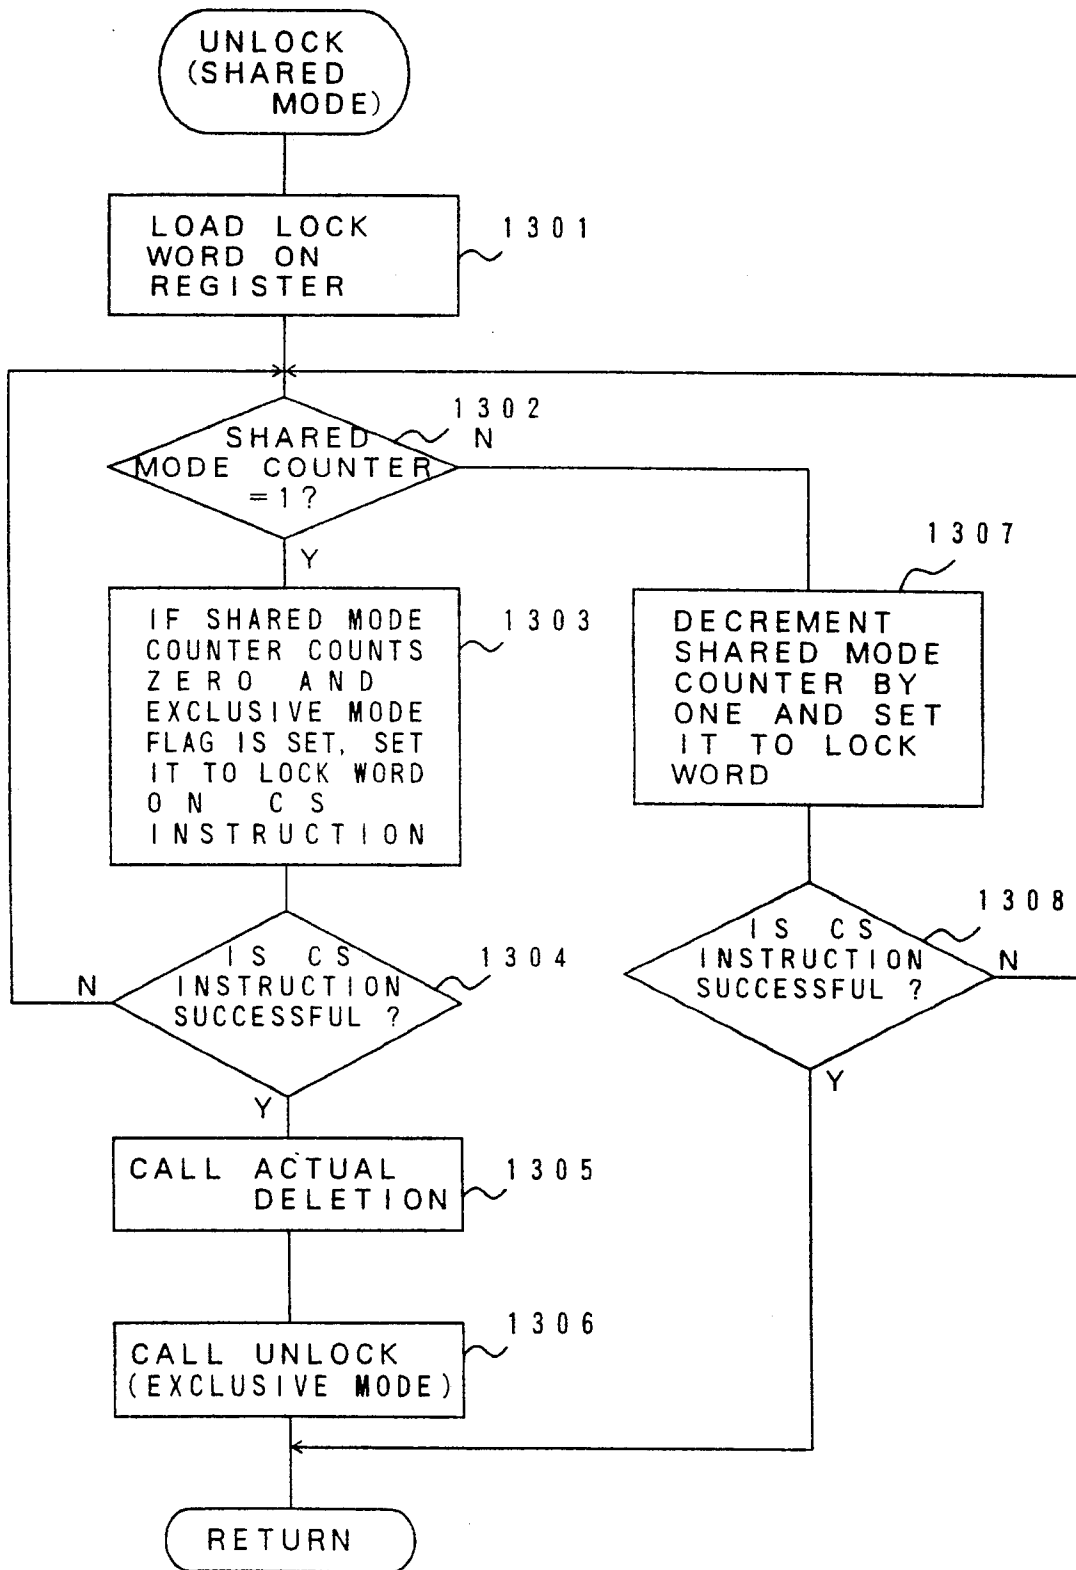 UNLOCK
(SHARED
MODE)
LOAD LOCK
WORD ON
REGISTER
1301
1302
SHARED
MODE COUNTER
=1?
N
Y
IF SHARED MODE
COUNTER COUNTS
ZERO AND
EXCLUSIVE MODE
FLAG IS SET, SET
IT TO LOCK WORD
ON CS
INSTRUCTION
1303
1307
DECREMENT
SHARED MODE
COUNTER BY
ONE AND SET
IT TO LOCK
WORD
IS CS
INSTRUCTION
SUCCESSFUL ?
1304
N
Y
1308
IS CS
INSTRUCTION
SUCCESSFUL ?
N
Y
CALL ACTUAL
DELETION
1305
CALL UNLOCK
(EXCLUSIVE MODE)
1306
RETURN